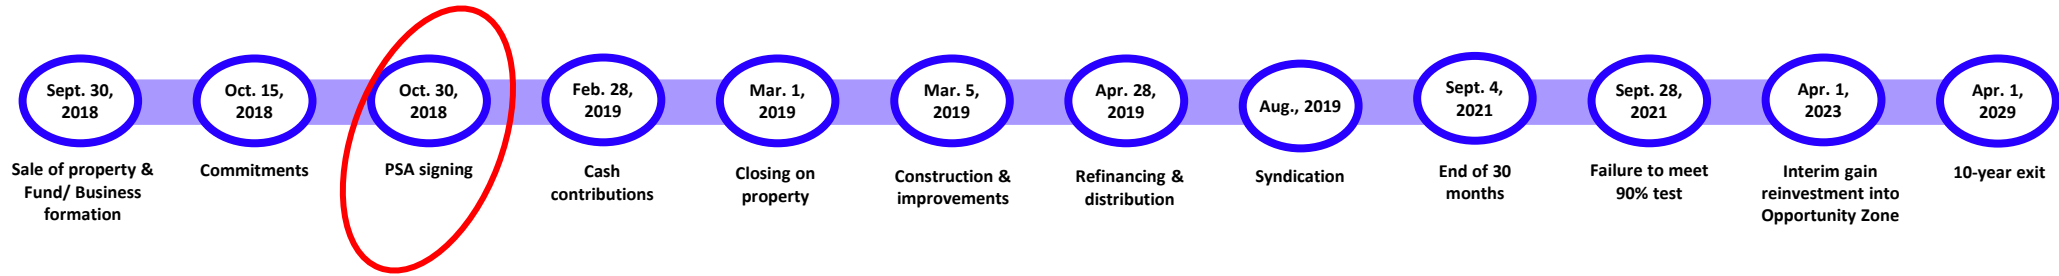 Sept. 30,
2018
Sale of property &
Fund/ Business
formation
Oct. 15,
2018
Commitments
Oct. 30,
2018
PSA signing
Feb. 28,
2019
Cash
contributions
Mar. 1,
2019
Closing on
property
Mar. 5,
2019
Construction &
improvements
Apr. 28,
2019
Refinancing &
distribution
Aug., 2019
Syndication
Sept. 4,
2021
End of 30
months
Sept. 28,
2021
Failure to meet
90% test
Apr. 1,
2023
Interim gain
reinvestment into
Opportunity Zone
Apr. 1,
2029
10-year exit